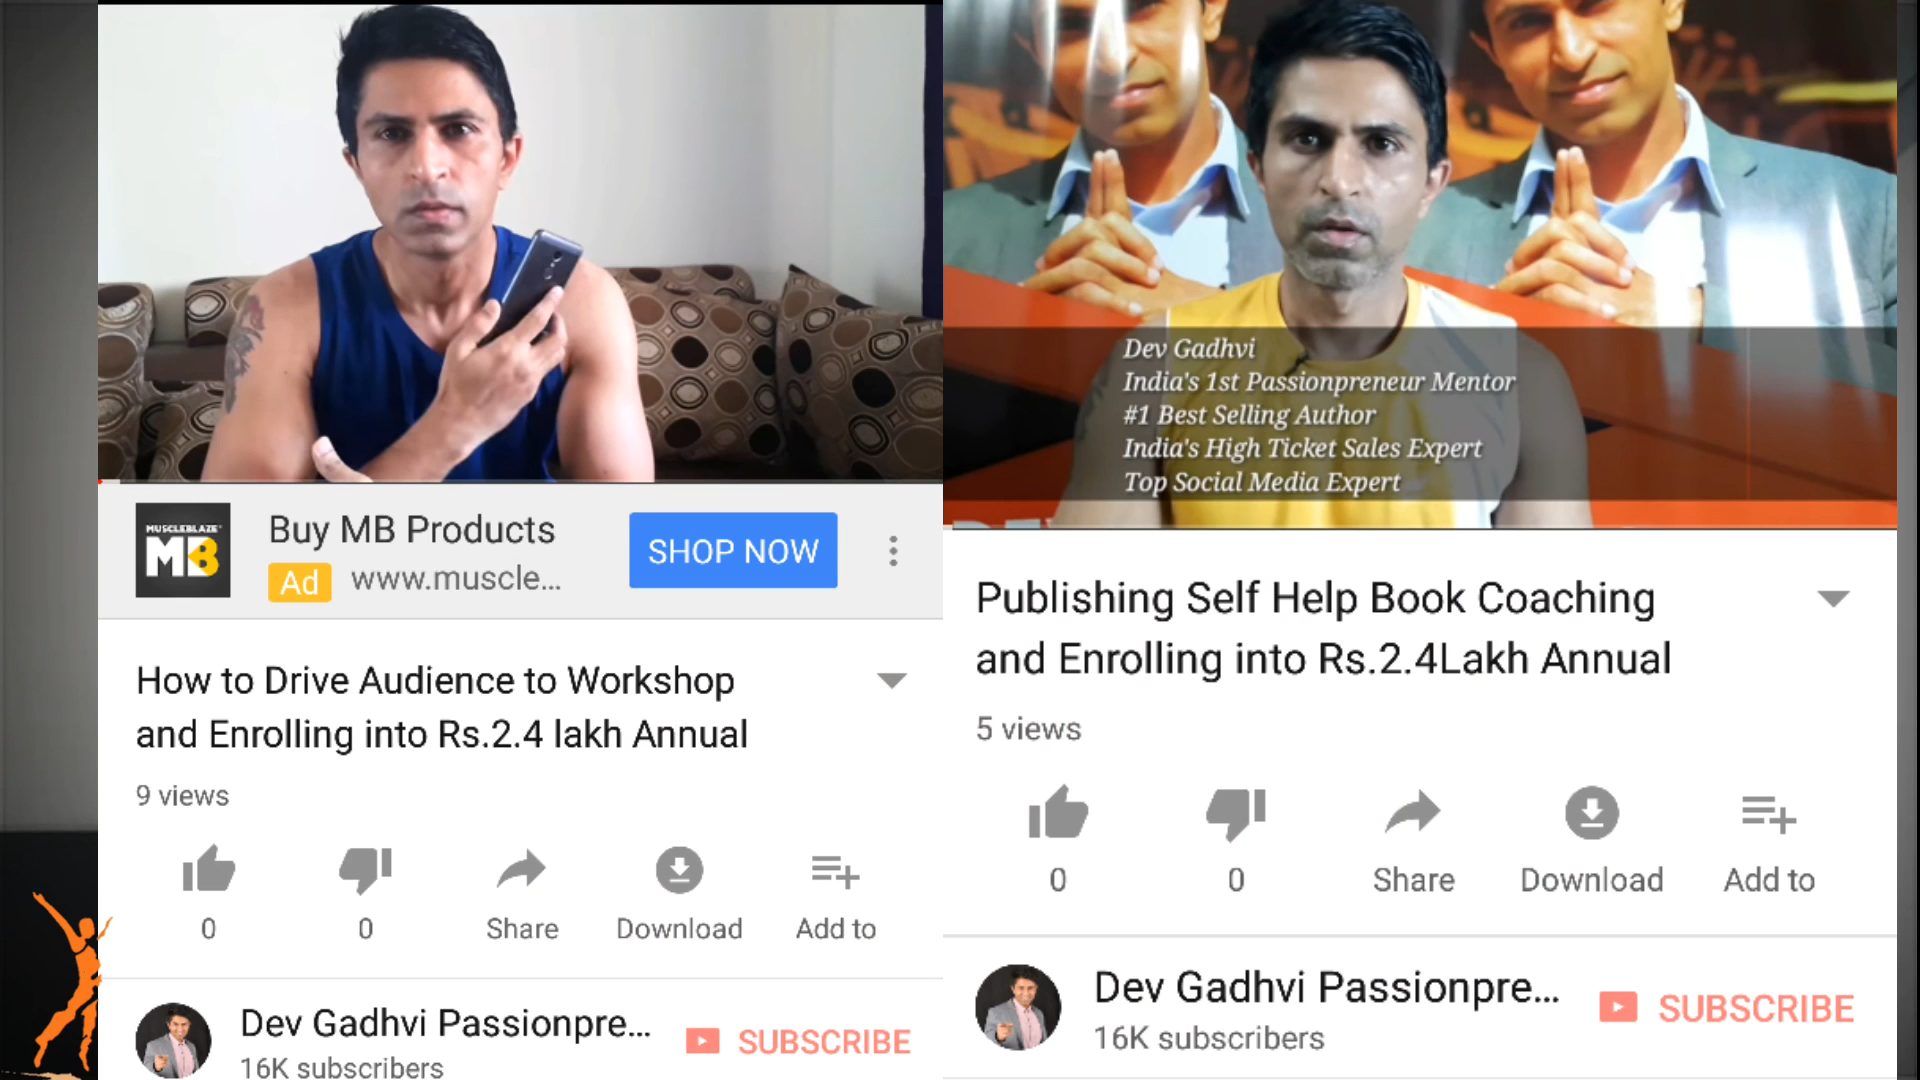 MUSCLEBLAZE
MB
Buy MB Products
Ad www.muscle...
SHOP NOW
How to Drive Audience to Workshop
and Enrolling into Rs.2.4 lakh Annual
9 views
0
0
Share
Download
Add to
Dev Gadhvi Passionpre...
16K subscribers
SUBSCRIBE
Dev Gadhvi
India's 1st Passionpreneur Mentor
#1 Best Selling Author
India's High Ticket Sales Expert
Top Social Media Expert
Publishing Self Help Book Coaching
and Enrolling into Rs.2.4Lakh Annual
5 views
0
0
Share
Download
Add to
Dev Gadhvi Passionpre...
16K subscribers
SUBSCRIBE